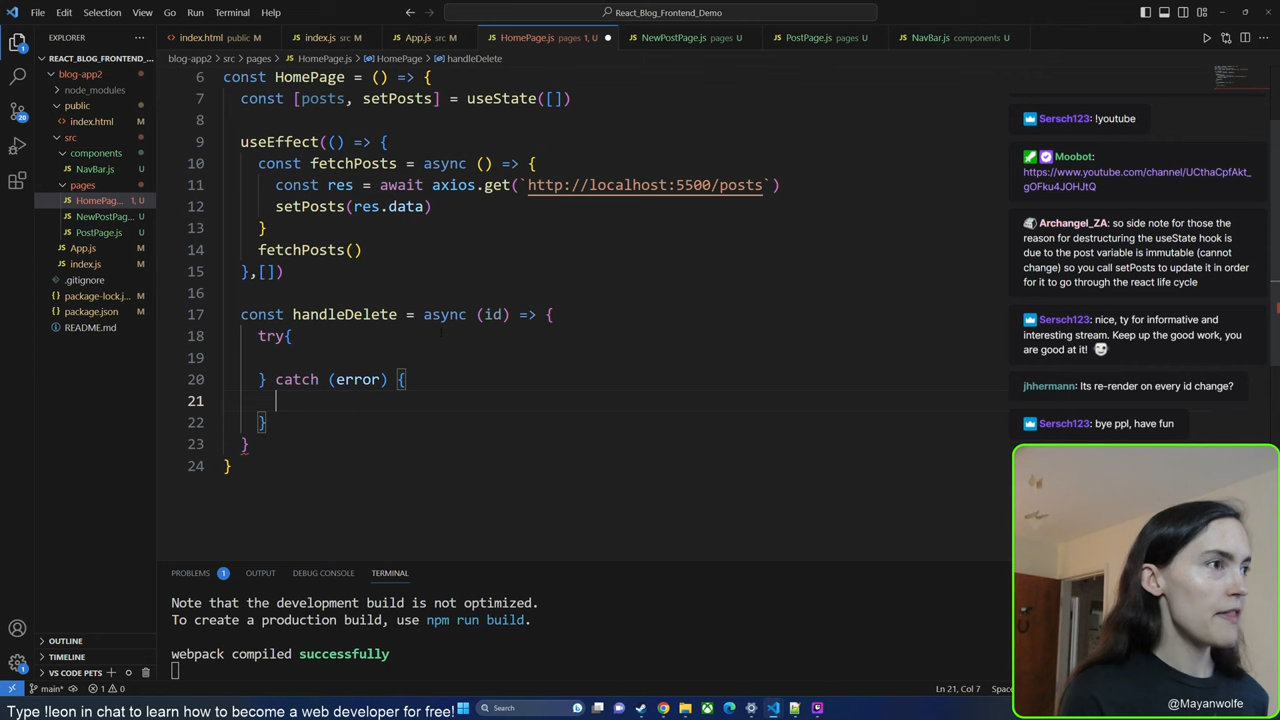 File Edit Selection View Go Run Terminal Help
React_Blog_Frontend_Demo
EXPLORER
index.html public M
index.js src M
App.js src M
HomePage.js pages 1, U
NewPostPage.js pages U
PostPage.js pages U
NavBar.js components U
blog-app2 > src > pages > HomePage.js > HomePage > handleDelete
REACT_BLOG_FRONTEND_...
blog-app2
node_modules
public
index.html M
src
components
NavBar.js U
pages
HomePag... 1, U
NewPostPag... U
PostPage.js U
App.js M
index.js M
.gitignore
package-lock.j... M
package.json M
README.md
OUTLINE
TIMELINE
VS CODE PETS
6 const HomePage = () => {
7 const [posts, setPosts] = useState([])
8
9 useEffect(() => {
10 const fetchPosts = async () => {
11 const res = await axios.get(`http://localhost:5500/posts`)
12 setPosts(res.data)
13 }
14 fetchPosts()
15 },[])
16
17 const handleDelete = async (id) => {
18 try{
19
20 } catch (error) {
21
22 }
23 }
24 }
PROBLEMS 1 OUTPUT DEBUG CONSOLE TERMINAL
Note that the development build is not optimized.
To create a production build, use npm run build.
webpack compiled successfully
Sersch123: !youtube
Moobot:
https://www.youtube.com/channel/UCthaCpfAkt_
gOFku4JOHJtQ
Archangel_ZA: so side note for those the
reason for destructuring the useState hook is
due to the post variable is immutable (cannot
change) so you call setPosts to update it in order
for it to go through the react life cycle
Sersch123: nice, ty for informative and
interesting stream. Keep up the good work, you
are good at it!
jhhermann: Its re-render on every id change?
Sersch123: bye ppl, have fun
@Mayanwolfe
main* 1 0
Ln 21, Col 7
Type !leon in chat to learn how to become a web developer for free!
Search